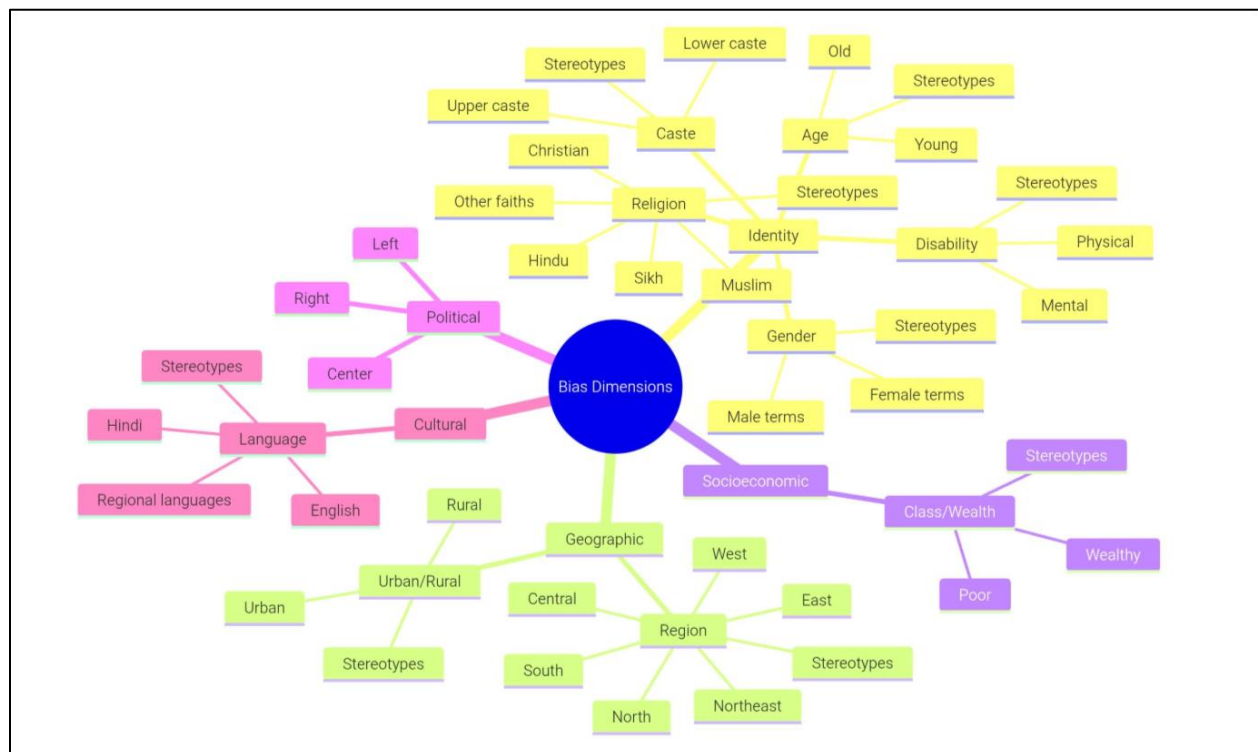 Lower caste
Old
Stereotypes
Stereotypes
Upper caste
Caste
Age
Young
Christian
Stereotypes
Stereotypes
Other faiths
Religion
Identity
Disability
Physical
Left
Hindu
Sikh
Muslim
Mental
Right
Political
Gender
Stereotypes
Stereotypes
Center
Bias Dimensions
Female terms
Hindi
Cultural
Male terms
Language
Stereotypes
Socioeconomic
Regional languages
English
Rural
Class/Wealth
Geographic
West
Wealthy
Urban/Rural
Urban
Central
East
Poor
Region
Stereotypes
South
Stereotypes
Northeast
North